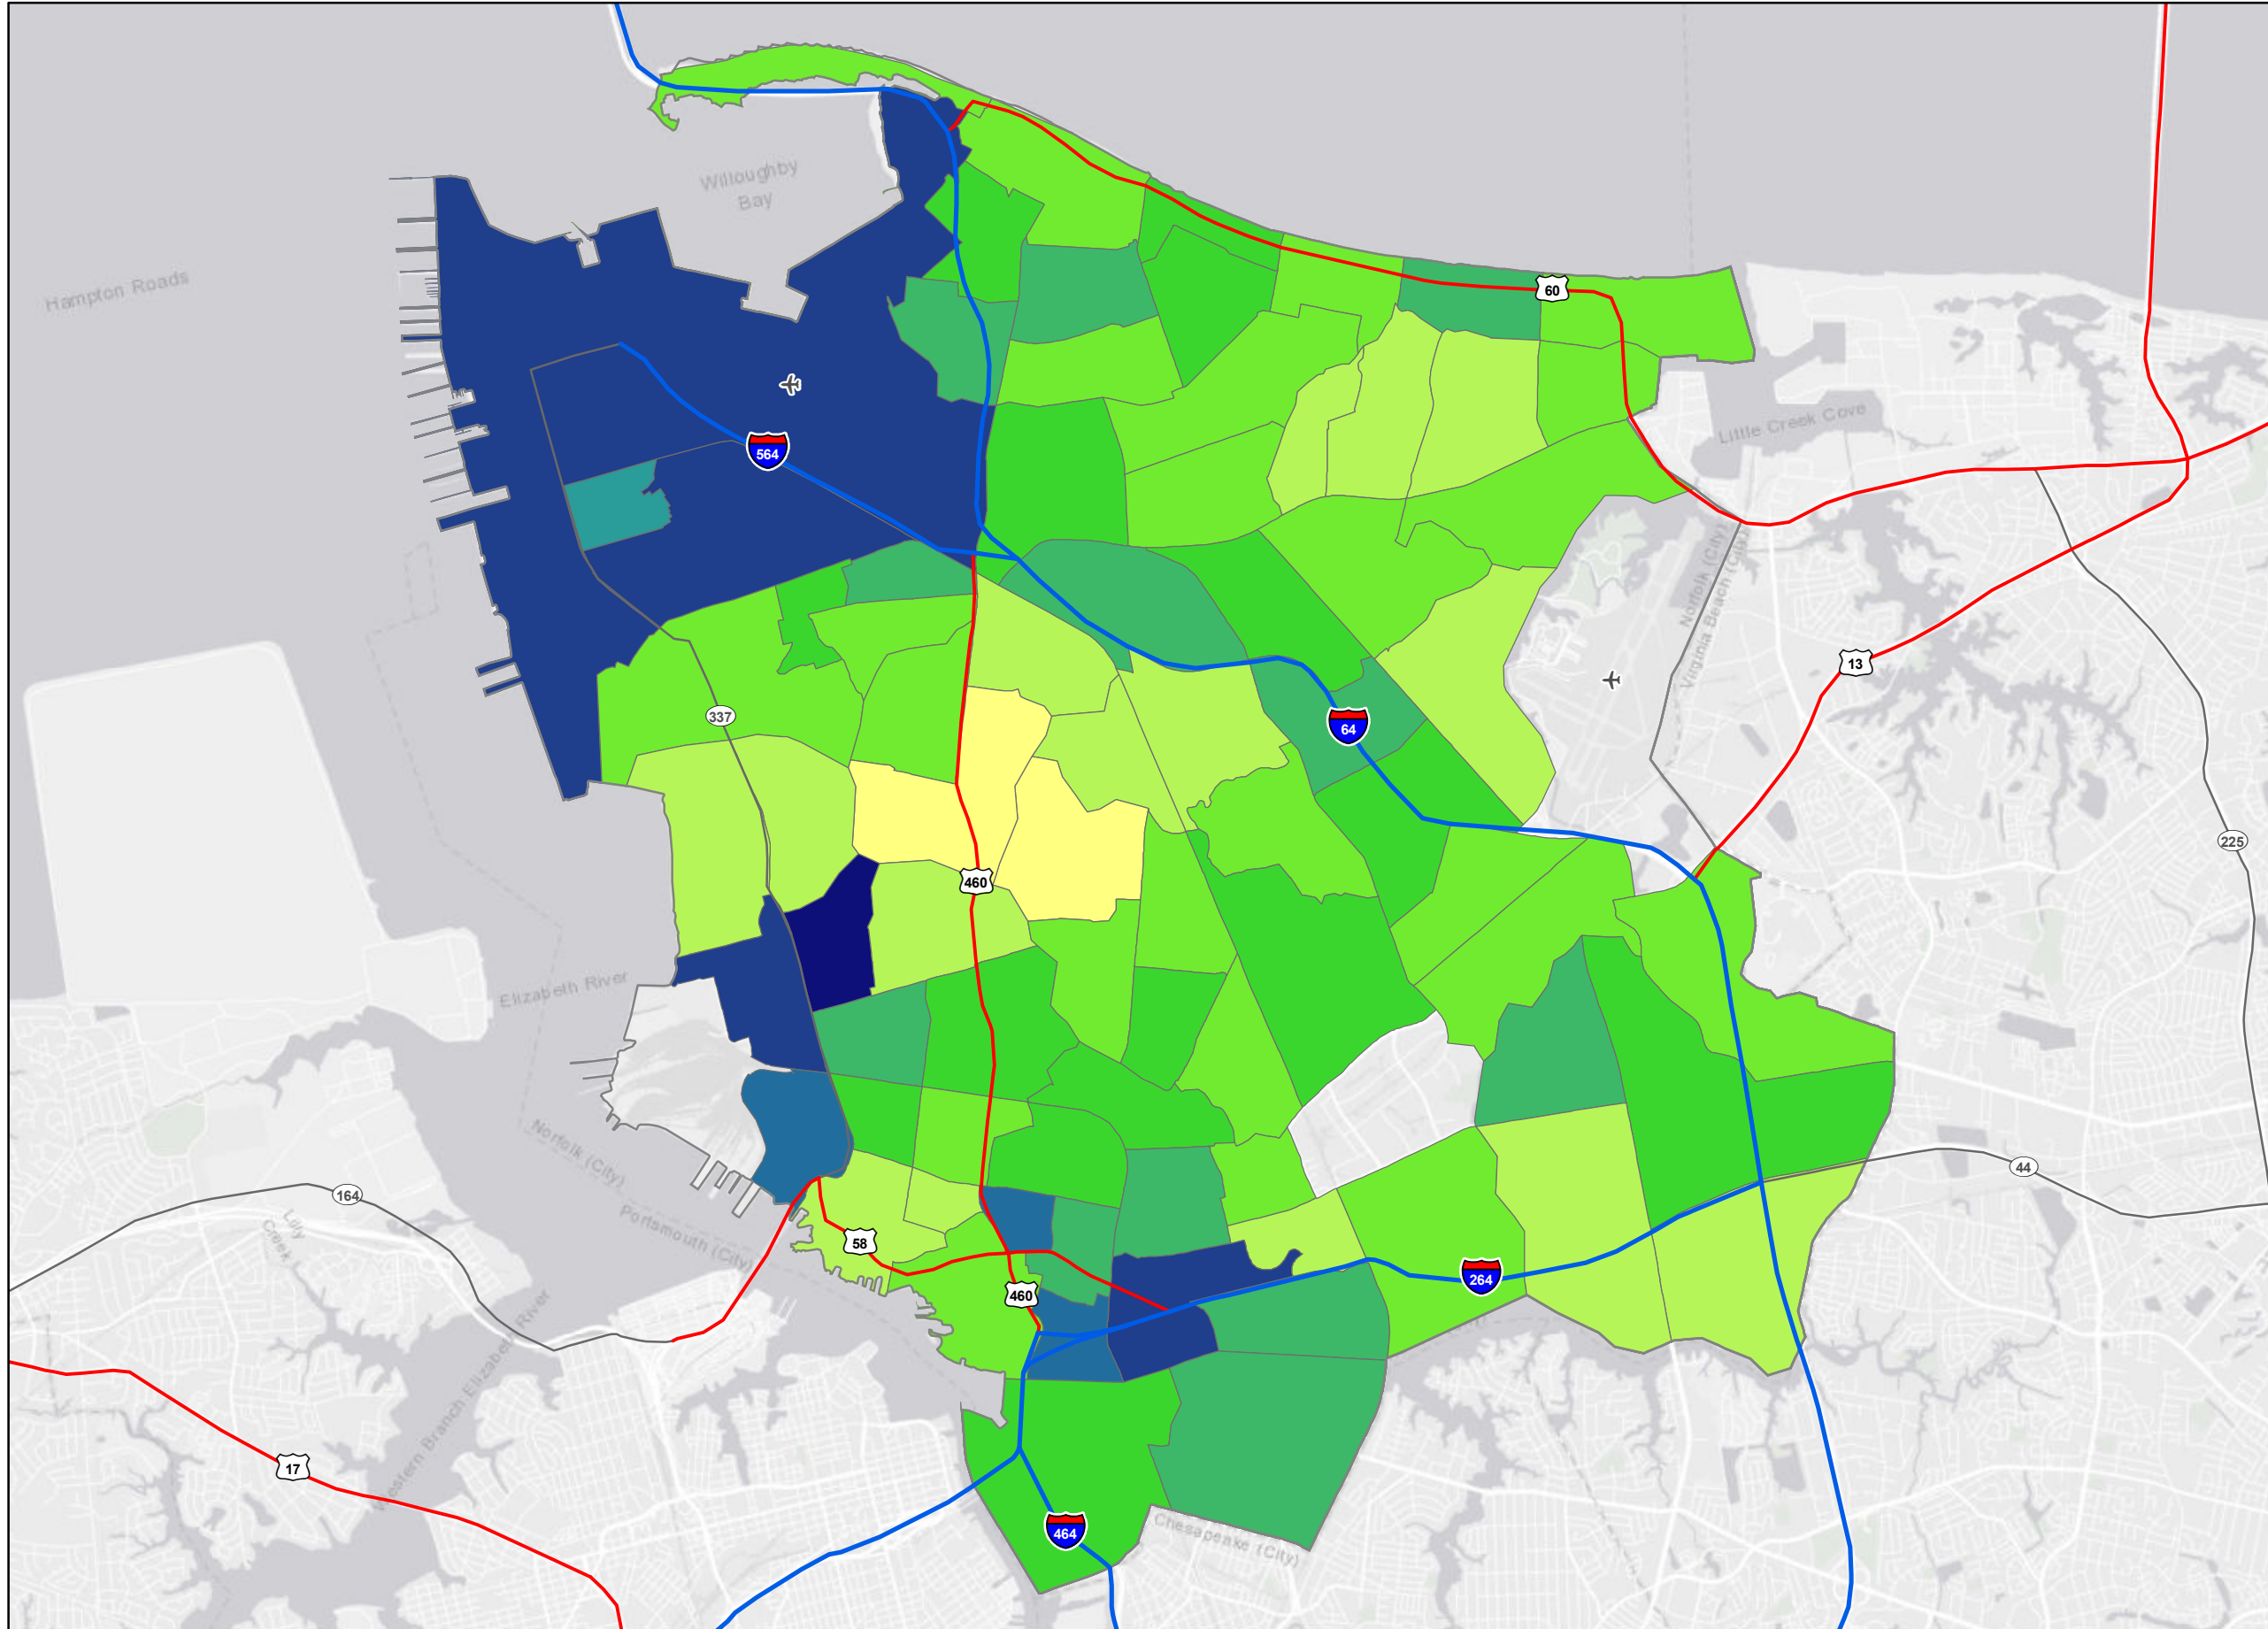 Willoughby
Bay
Hampton Roads
60
Little Creek Cove
564
Norfolk (City)
Virginia Beach (City)
13
64
337
225
460
Elizabeth River
Norfolk (City)
44
164
Lily
Creek
Portsmouth (City)
58
264
460
Western Branch Elizabeth River
17
464
Chesapeake (City)